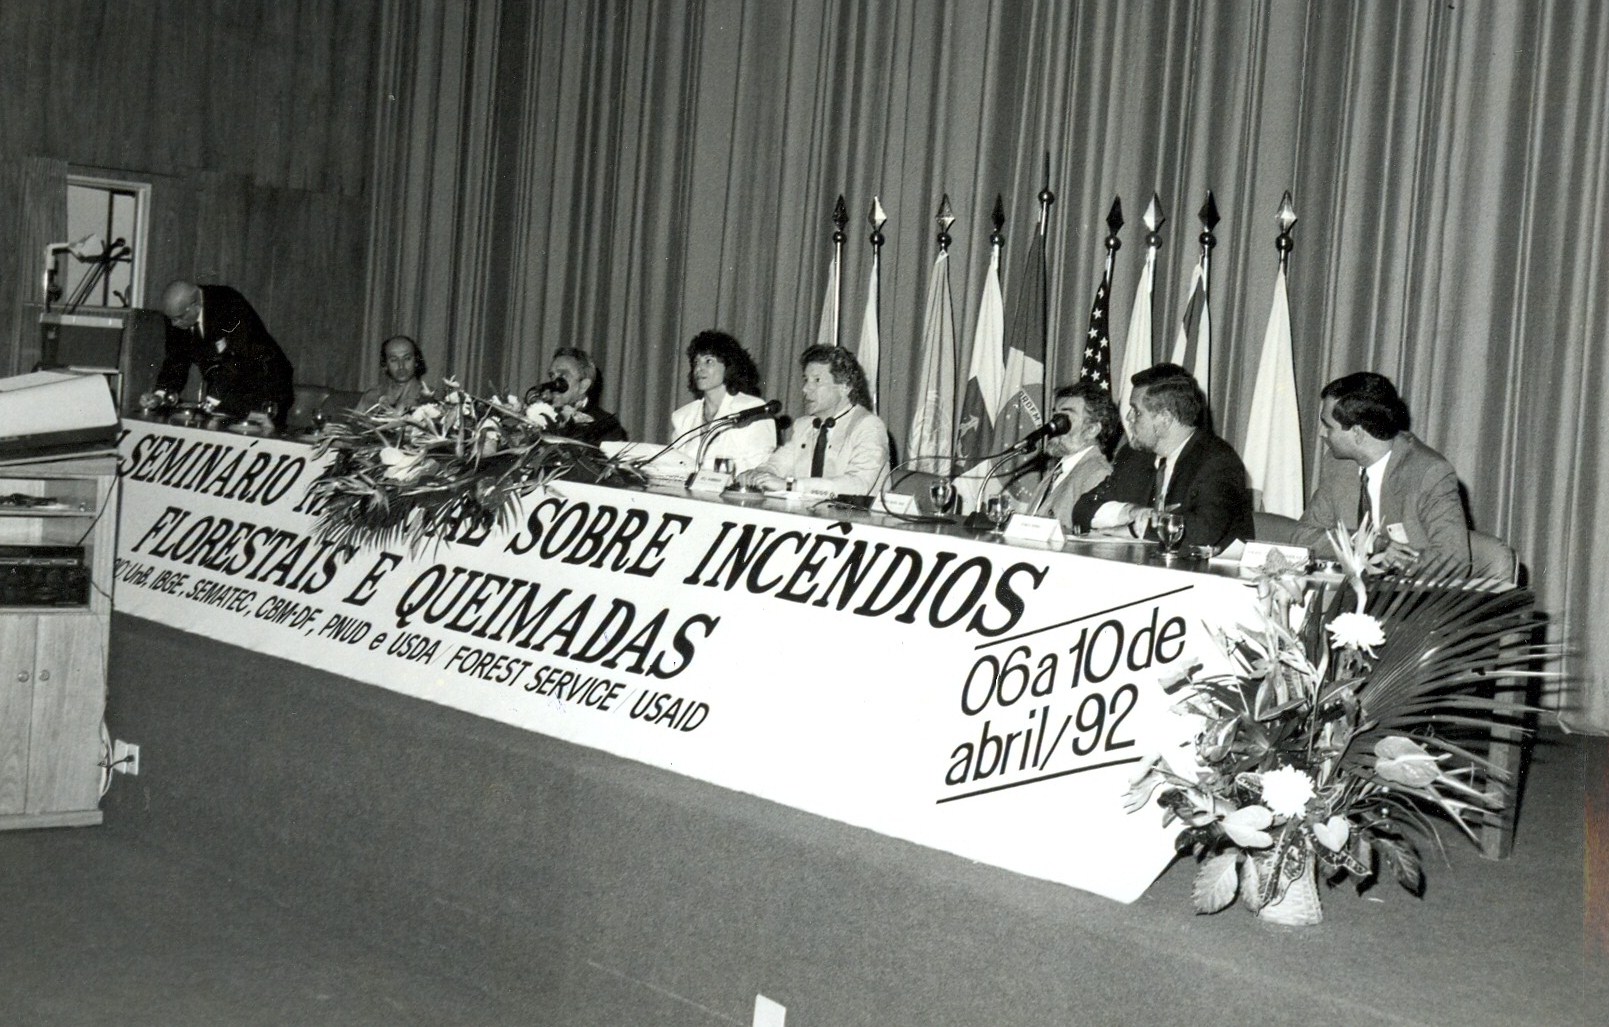 SEMINÁRIO SOBRE INCÊNDIOS
FLORESTAIS E QUEIMADAS
UnB, IBGE, SEMATEC, CBM-DF, PNUD e USDA/FOREST SERVICE/USAID
06 a 10 de
abril/92